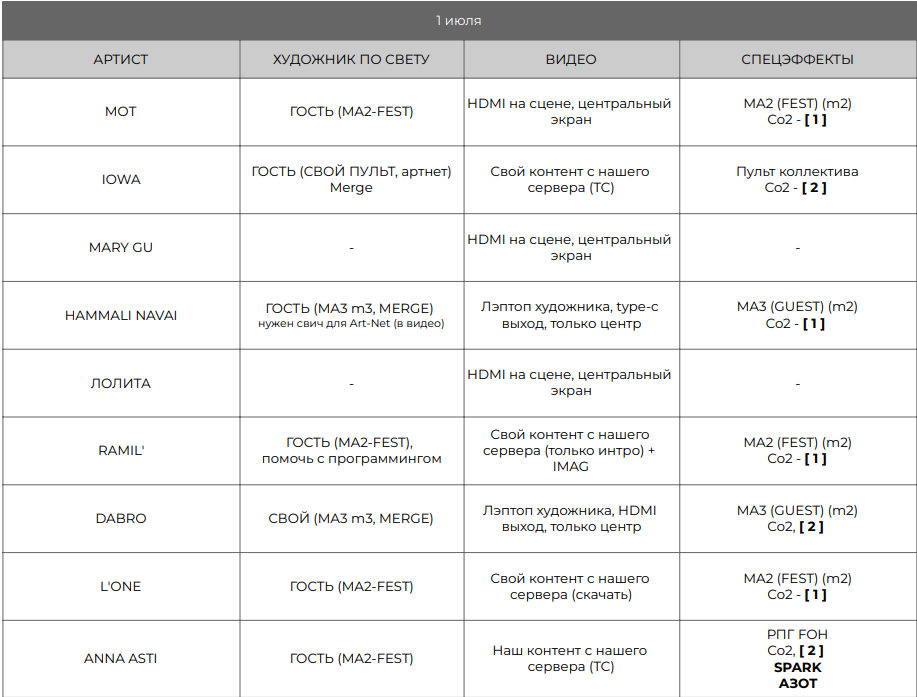 1 июля
АРТИСТ
ХУДОЖНИК ПО СВЕТУ
ВИДЕО
СПЕЦЭФФЕКТЫ
МОТ
ГОСТЬ (MA2-FEST)
HDMI на сцене, центральный
экран
MA2 (FEST) (m2)
Co2 - [ 1 ]
IOWA
ГОСТЬ (СВОЙ ПУЛЬТ, артнет)
Merge
Свой контент с нашего
сервера (ТС)
Пульт коллектива
Co2 - [ 2 ]
MARY GU
-
HDMI на сцене, центральный
экран
-
HAMMALI NAVAI
ГОСТЬ (MA3 m3, MERGE)
нужен свич для Art-Net (в видео)
Лэптоп художника, type-c
выход, только центр
MA3 (GUEST) (m2)
Co2 - [ 1 ]
ЛОЛИТА
-
HDMI на сцене, центральный
экран
-
RAMIL'
ГОСТЬ (MA2-FEST),
помочь с программингом
Свой контент с нашего
сервера (только интро) +
IMAG
MA2 (FEST) (m2)
Co2 - [ 1 ]
DABRO
СВОЙ (MA3 m3, MERGE)
Лэптоп художника, HDMI
выход, только центр
MA3 (GUEST) (m2)
Co2, [ 2 ]
L'ONE
ГОСТЬ (MA2-FEST)
Свой контент с нашего
сервера (скачать)
MA2 (FEST) (m2)
Co2 - [ 1 ]
ANNA ASTI
ГОСТЬ (MA2-FEST)
Наш контент с нашего
сервера (ТС)
РПГ FOH
Co2, [ 2 ]
SPARK
АЗОТ